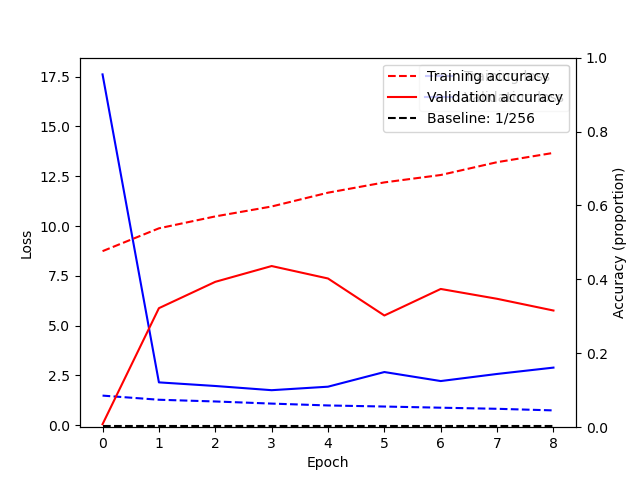 Training accuracy
Validation accuracy
Baseline: 1/256
17.5
15.0
12.5
10.0
7.5
5.0
2.5
0.0
Loss
1.0
0.8
0.6
0.4
0.2
0.0
Accuracy (proportion)
0 1 2 3 4 5 6 7 8
Epoch